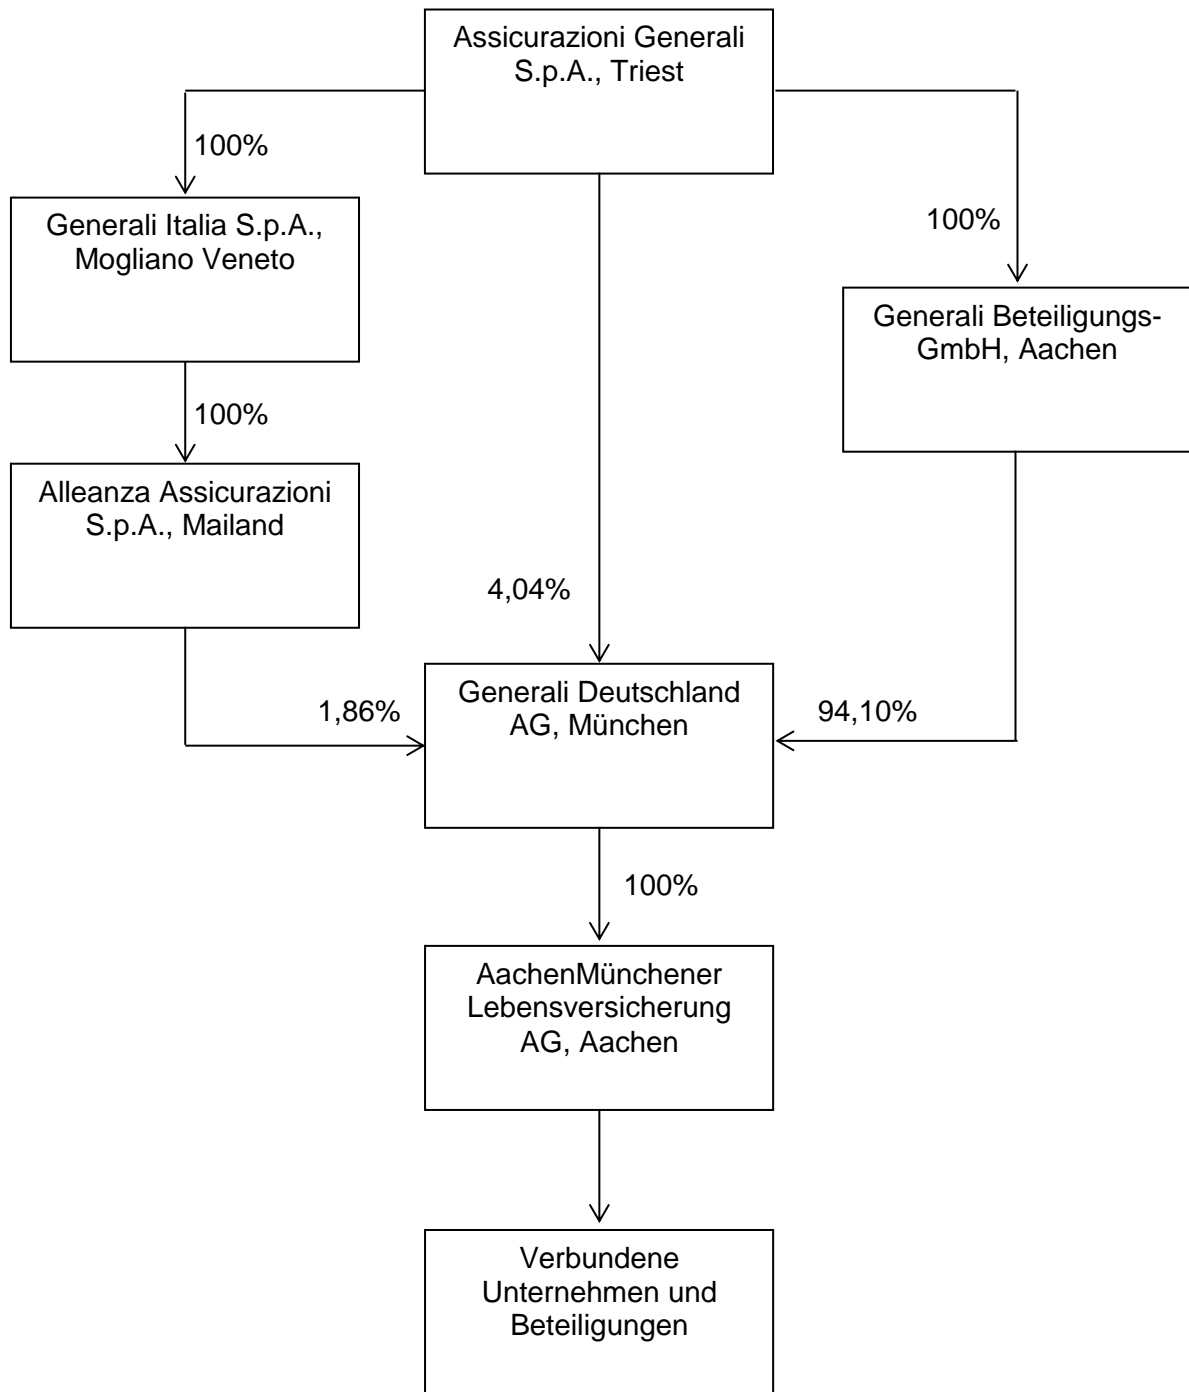 Assicurazioni Generali
S.p.A., Triest
100%
Generali Italia S.p.A.,
Mogliano Veneto
100%
Generali Beteiligungs-
GmbH, Aachen
100%
Alleanza Assicurazioni
S.p.A., Mailand
4,04%
Generali Deutschland
AG, München
1,86%
94,10%
100%
AachenMünchener
Lebensversicherung
AG, Aachen
Verbundene
Unternehmen und
Beteiligungen